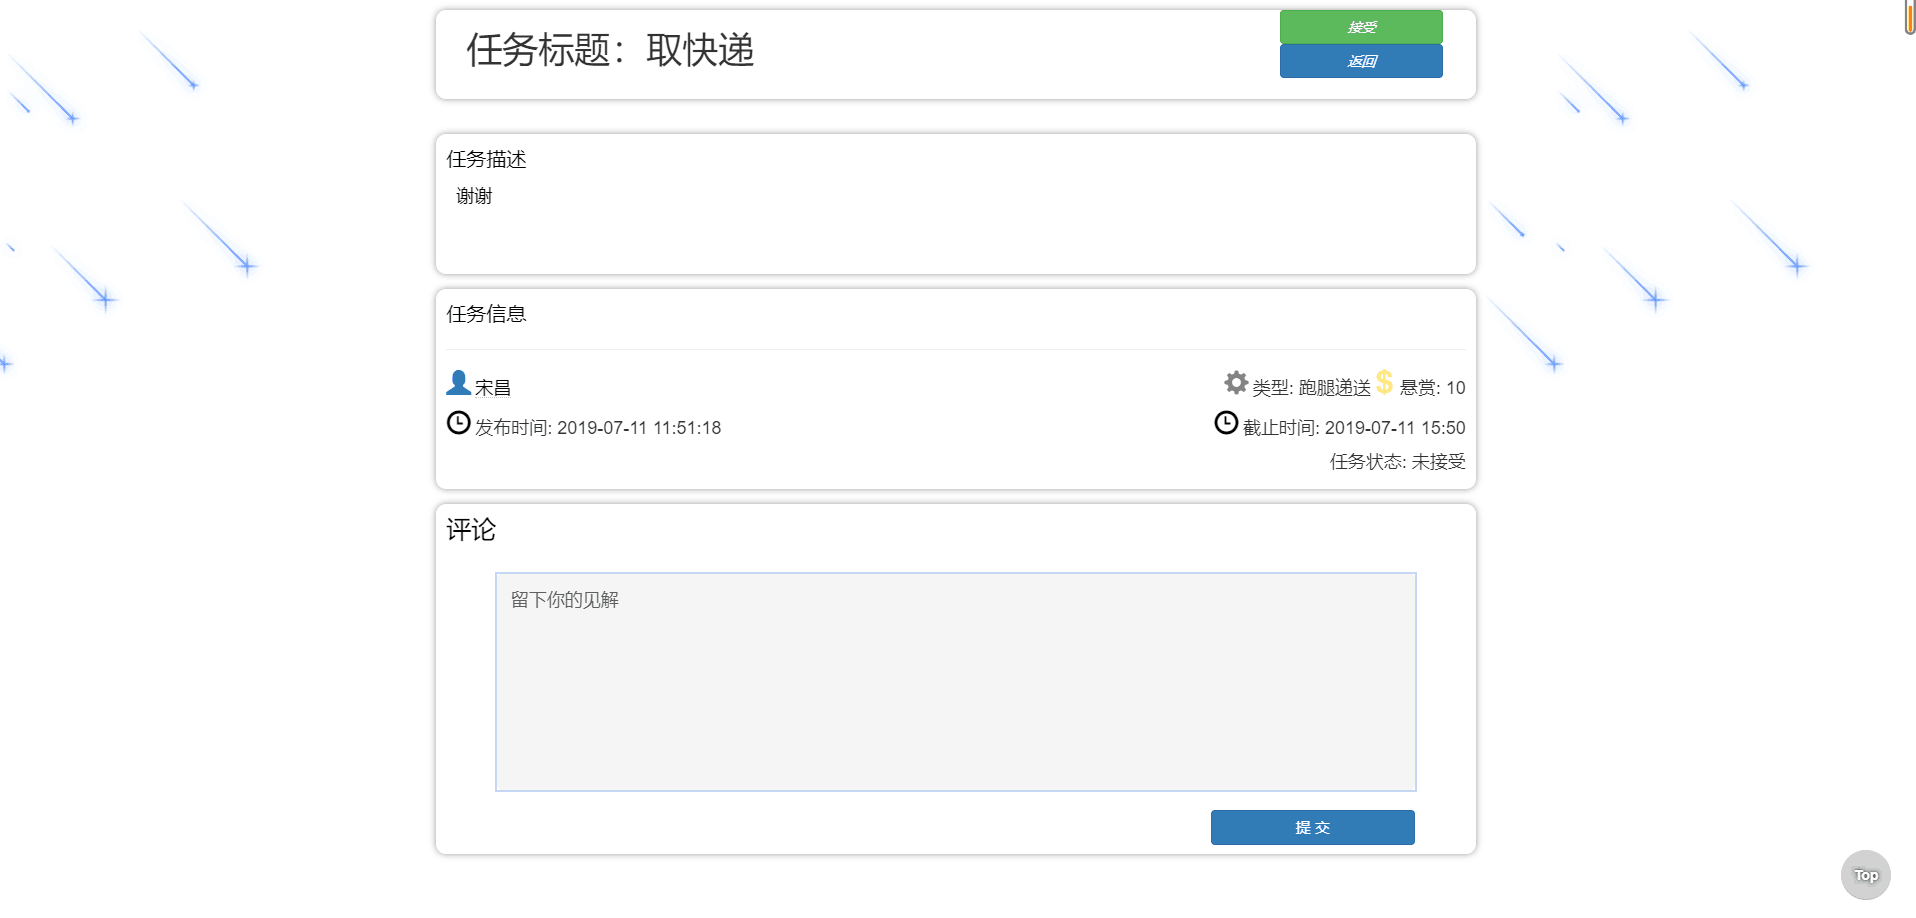 任务标题：取快递
接受
返回
任务描述
谢谢
任务信息
宋昌
类型: 跑腿递送 悬赏: 10
发布时间: 2019-07-11 11:51:18
截止时间: 2019-07-11 15:50
任务状态: 未接受
评论
留下你的见解
提 交
Top